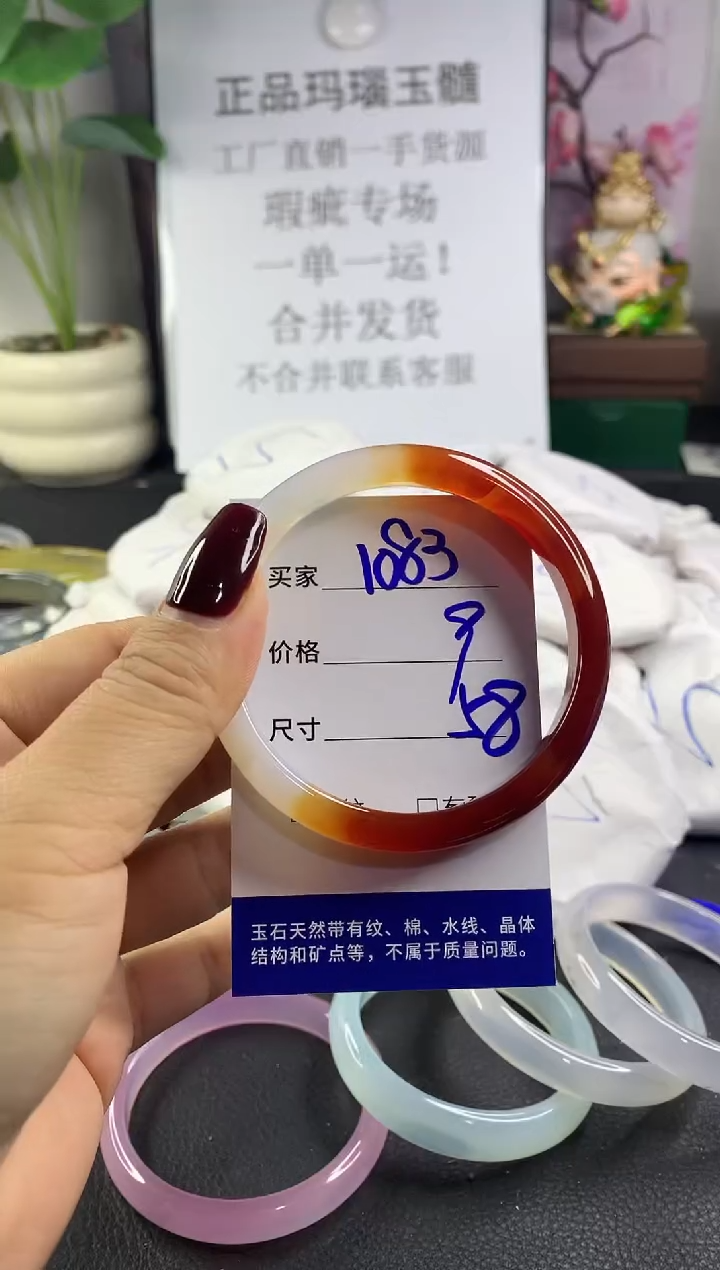 正品玛瑙玉髓
工厂直销一手货源
瑕疵专场
一单一运！
合并发货
不合并联系客服
买家 1083
价格 9
尺寸 58
玉石天然带有纹、棉、水线、晶体
结构和矿点等，不属于质量问题。